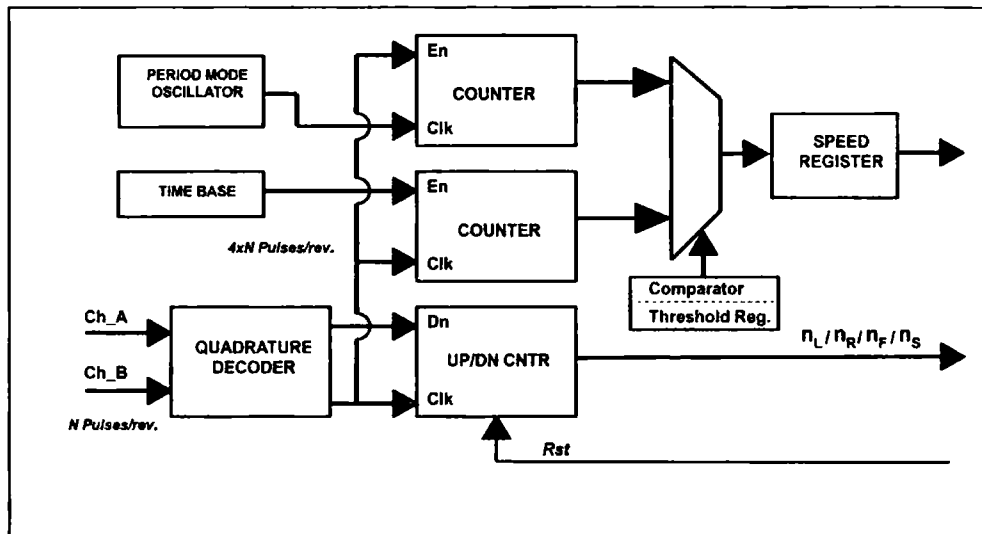 PERIOD MODE
OSCILLATOR
En
COUNTER
Clk
TIME BASE
En
COUNTER
Clk
4xN Pulses/rev.
SPEED
REGISTER
Comparator
Threshold Reg.
Ch_A
Ch_B
N Pulses/rev.
QUADRATURE
DECODER
Dn
UP/DN CNTR
Clk
n_L / n_R / n_F / n_S
Rst